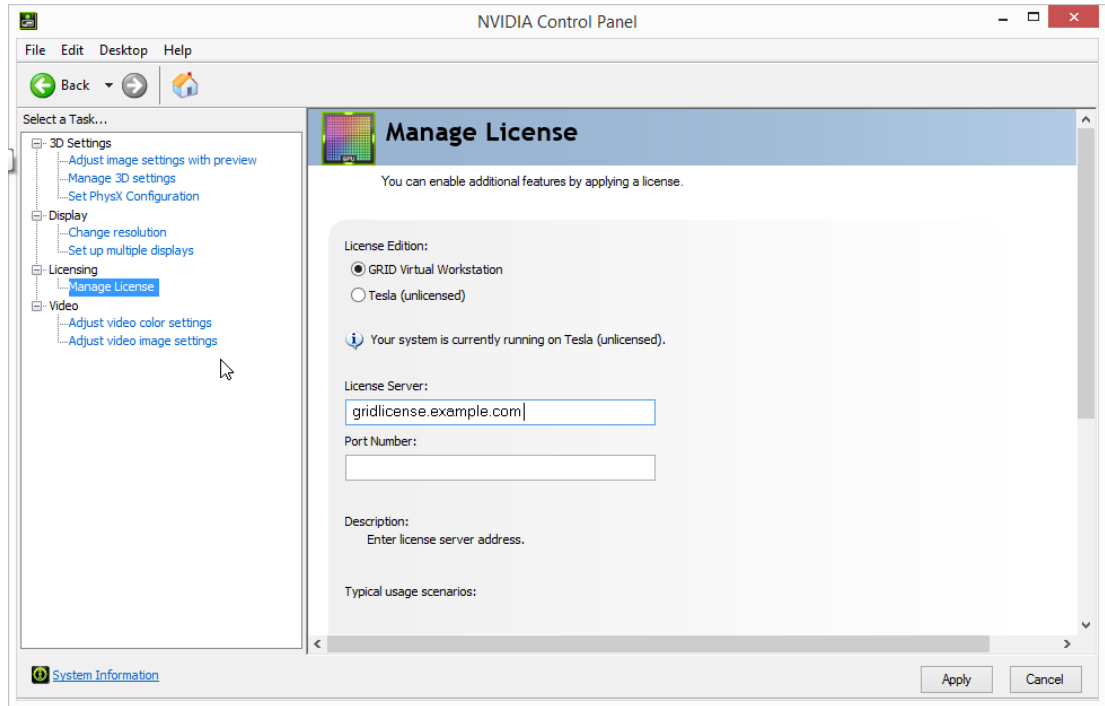 NVIDIA Control Panel
File Edit Desktop Help
Back
Select a Task...
3D Settings
Adjust image settings with preview
Manage 3D settings
Set PhysX Configuration
Display
Change resolution
Set up multiple displays
Licensing
Manage License
Video
Adjust video color settings
Adjust video image settings
GPU
Manage License
You can enable additional features by applying a license.
License Edition:
GRID Virtual Workstation
Tesla (unlicensed)
Your system is currently running on Tesla (unlicensed).
License Server:
gridlicense.example.com
Port Number:
Description:
Enter license server address.
Typical usage scenarios:
System Information
Apply Cancel